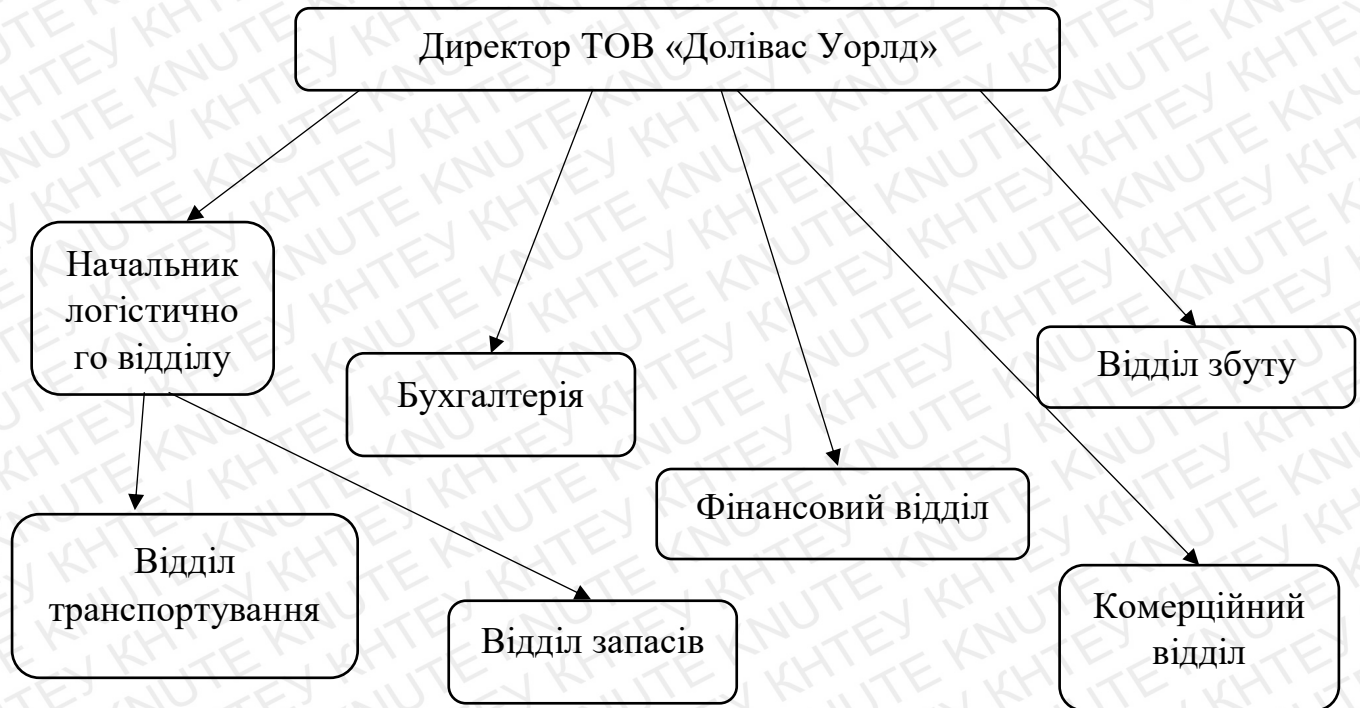 Директор ТОВ «Долівас Уорлд»
Начальник
логістично
го відділу
Бухгалтерія
Відділ збуту
Фінансовий відділ
Відділ
транспортування
Відділ запасів
Комерційний
відділ